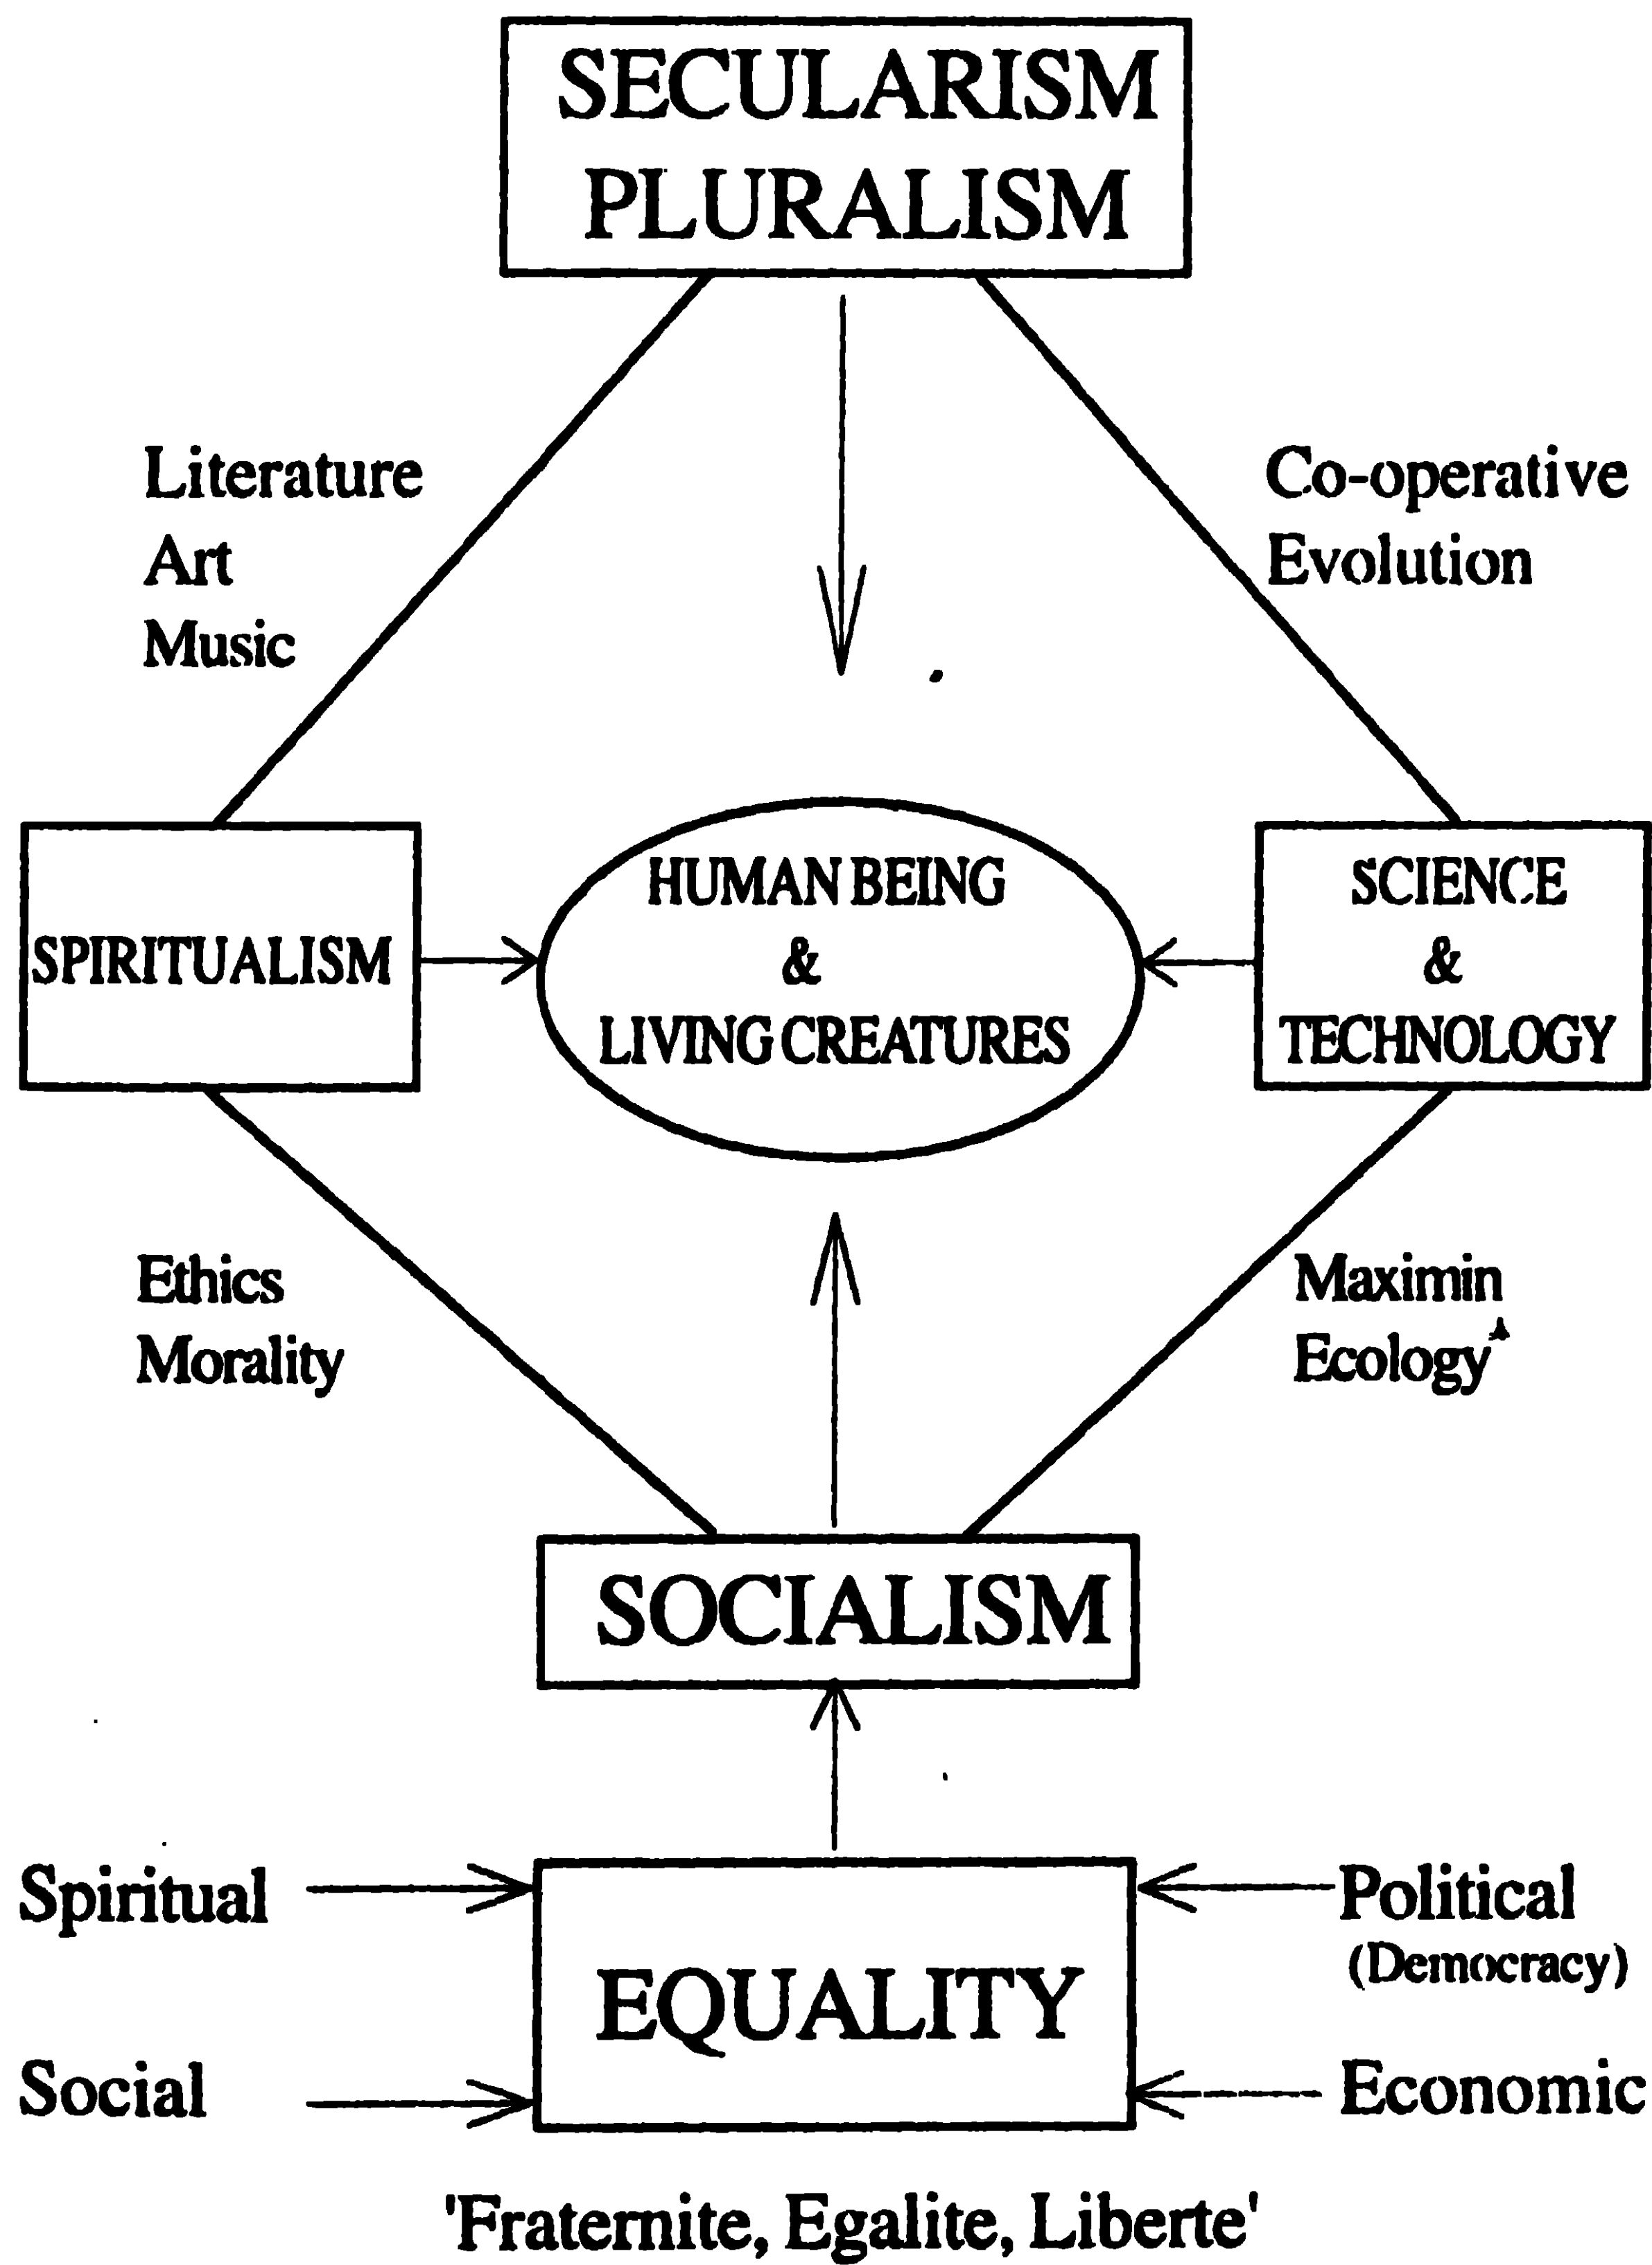 SECULARISM
PLURALISM
Literature
Art
Music
Co-operative
Evolution
SPIRITUALISM
HUMAN BEING
&
LIVING CREATURES
SCIENCE
&
TECHNOLOGY
Ethics
Morality
Maximin
Ecology
SOCIALISM
Spiritual
Social
EQUALITY
Political
(Democracy)
Economic
'Fraternite, Egalite, Liberte'